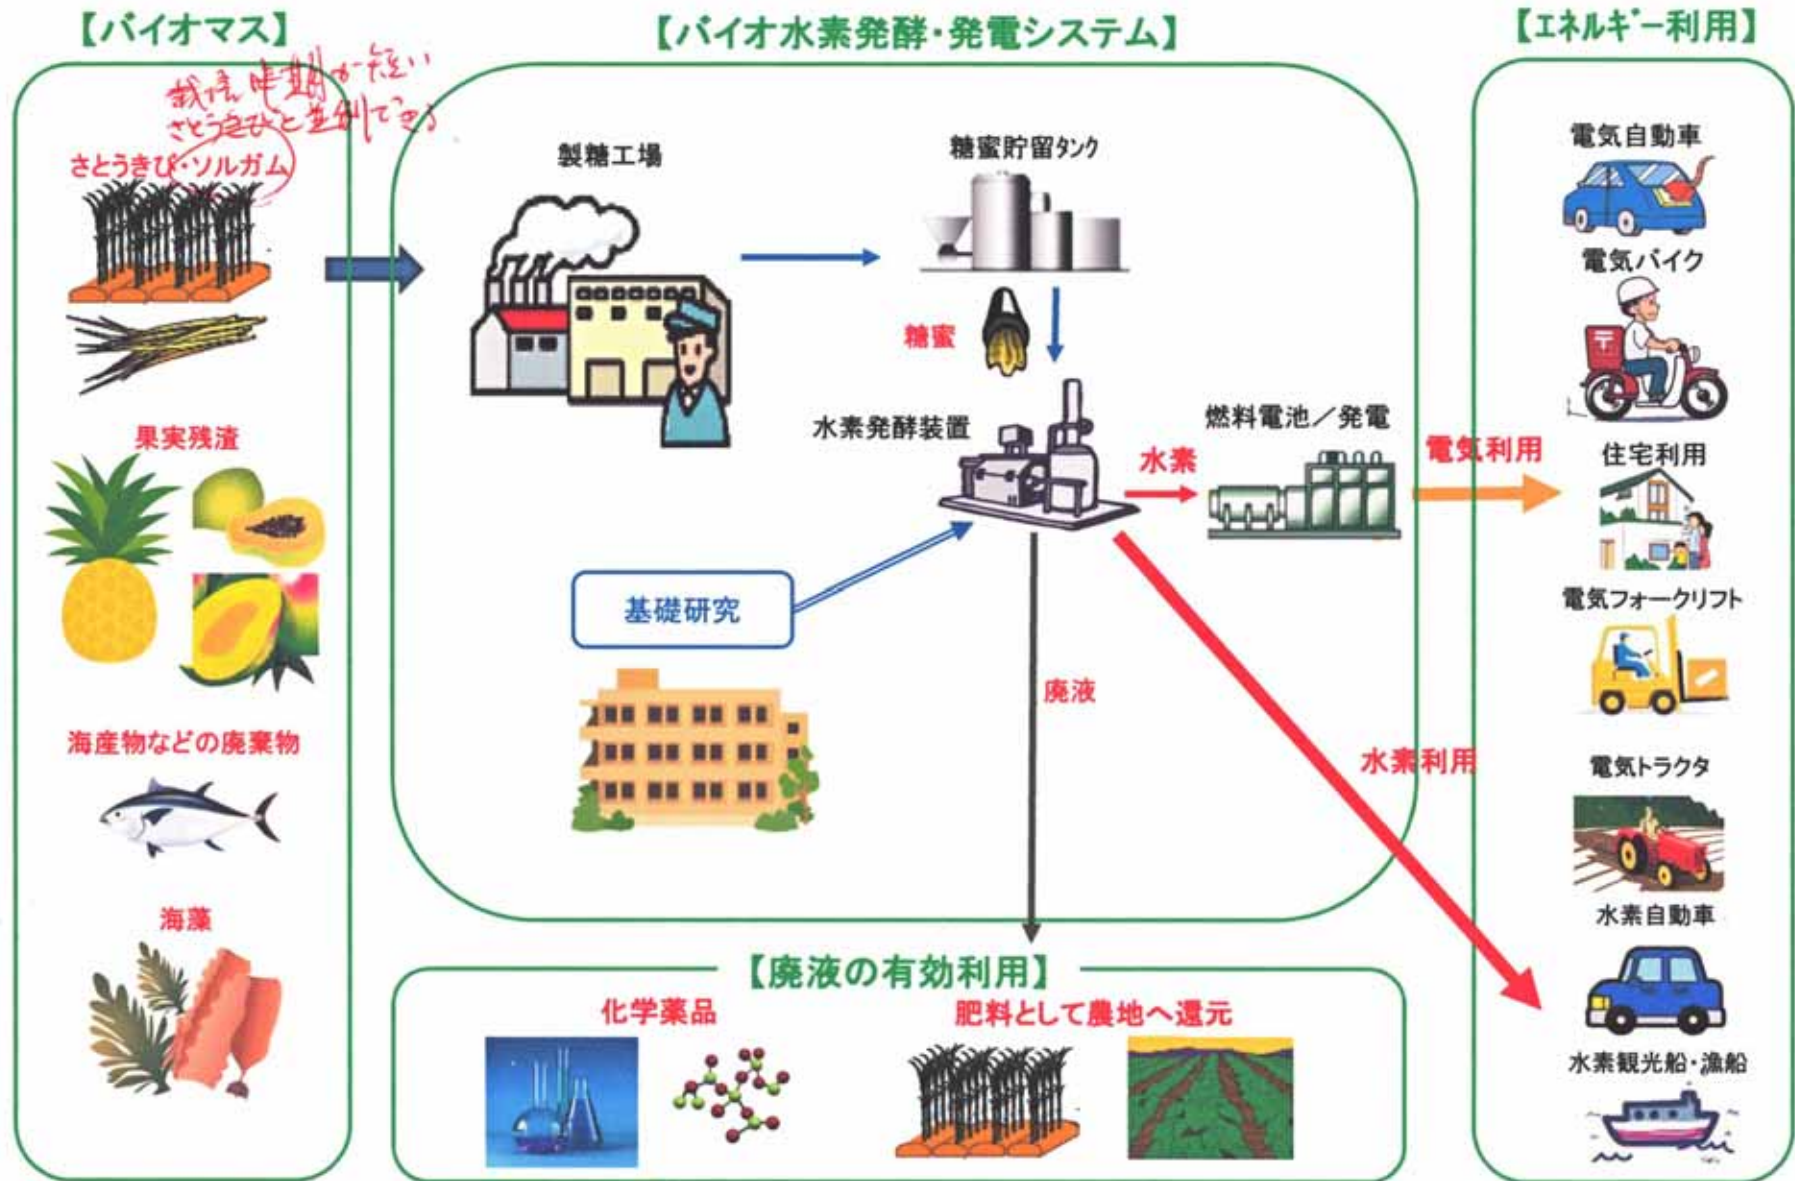 【バイオマス】
が短い
さとうきびと並列できる
さとうきび・ソルガム
果実残渣
海産物などの廃棄物
海藻
【バイオ水素発酵・発電システム】
製糖工場
糖蜜貯留タンク
糖蜜
水素発酵装置
水素
燃料電池／発電
電気利用
基礎研究
廃液
水素利用
【廃液の有効利用】
化学薬品
肥料として農地へ還元
【エネルギー利用】
電気自動車
電気バイク
〒
住宅利用
電気フォークリフト
電気トラクタ
水素自動車
水素観光船・漁船